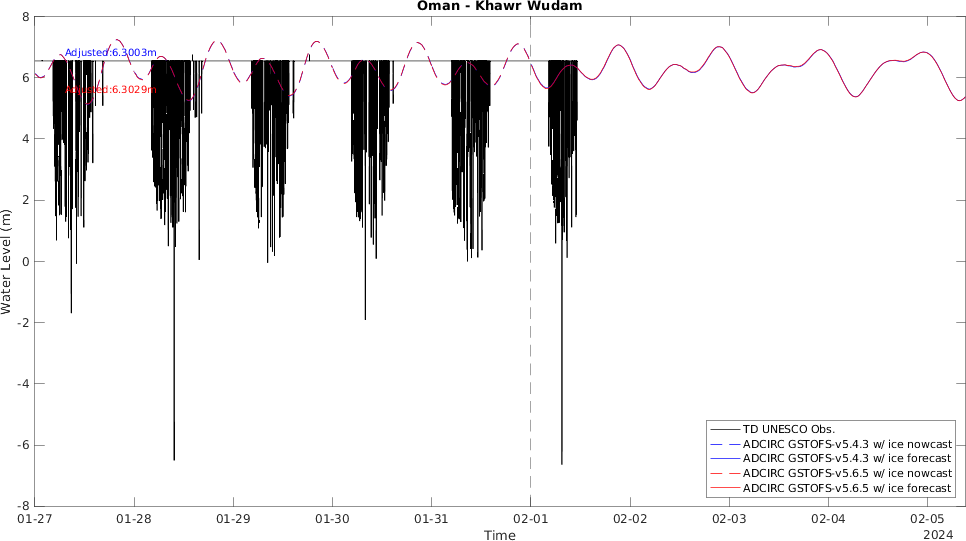 Oman - Khawr Wudam
Water Level (m)
8
6
4
2
0
-2
-4
-6
-8
Adjusted:6.3003m
Adjusted:6.3029m
TD UNESCO Obs.
ADCIRC GSTOFS-v5.4.3 w/ ice nowcast
ADCIRC GSTOFS-v5.4.3 w/ ice forecast
ADCIRC GSTOFS-v5.6.5 w/ ice nowcast
ADCIRC GSTOFS-v5.6.5 w/ ice forecast
01-27 01-28 01-29 01-30 01-31 02-01 02-02 02-03 02-04 02-05
Time
2024